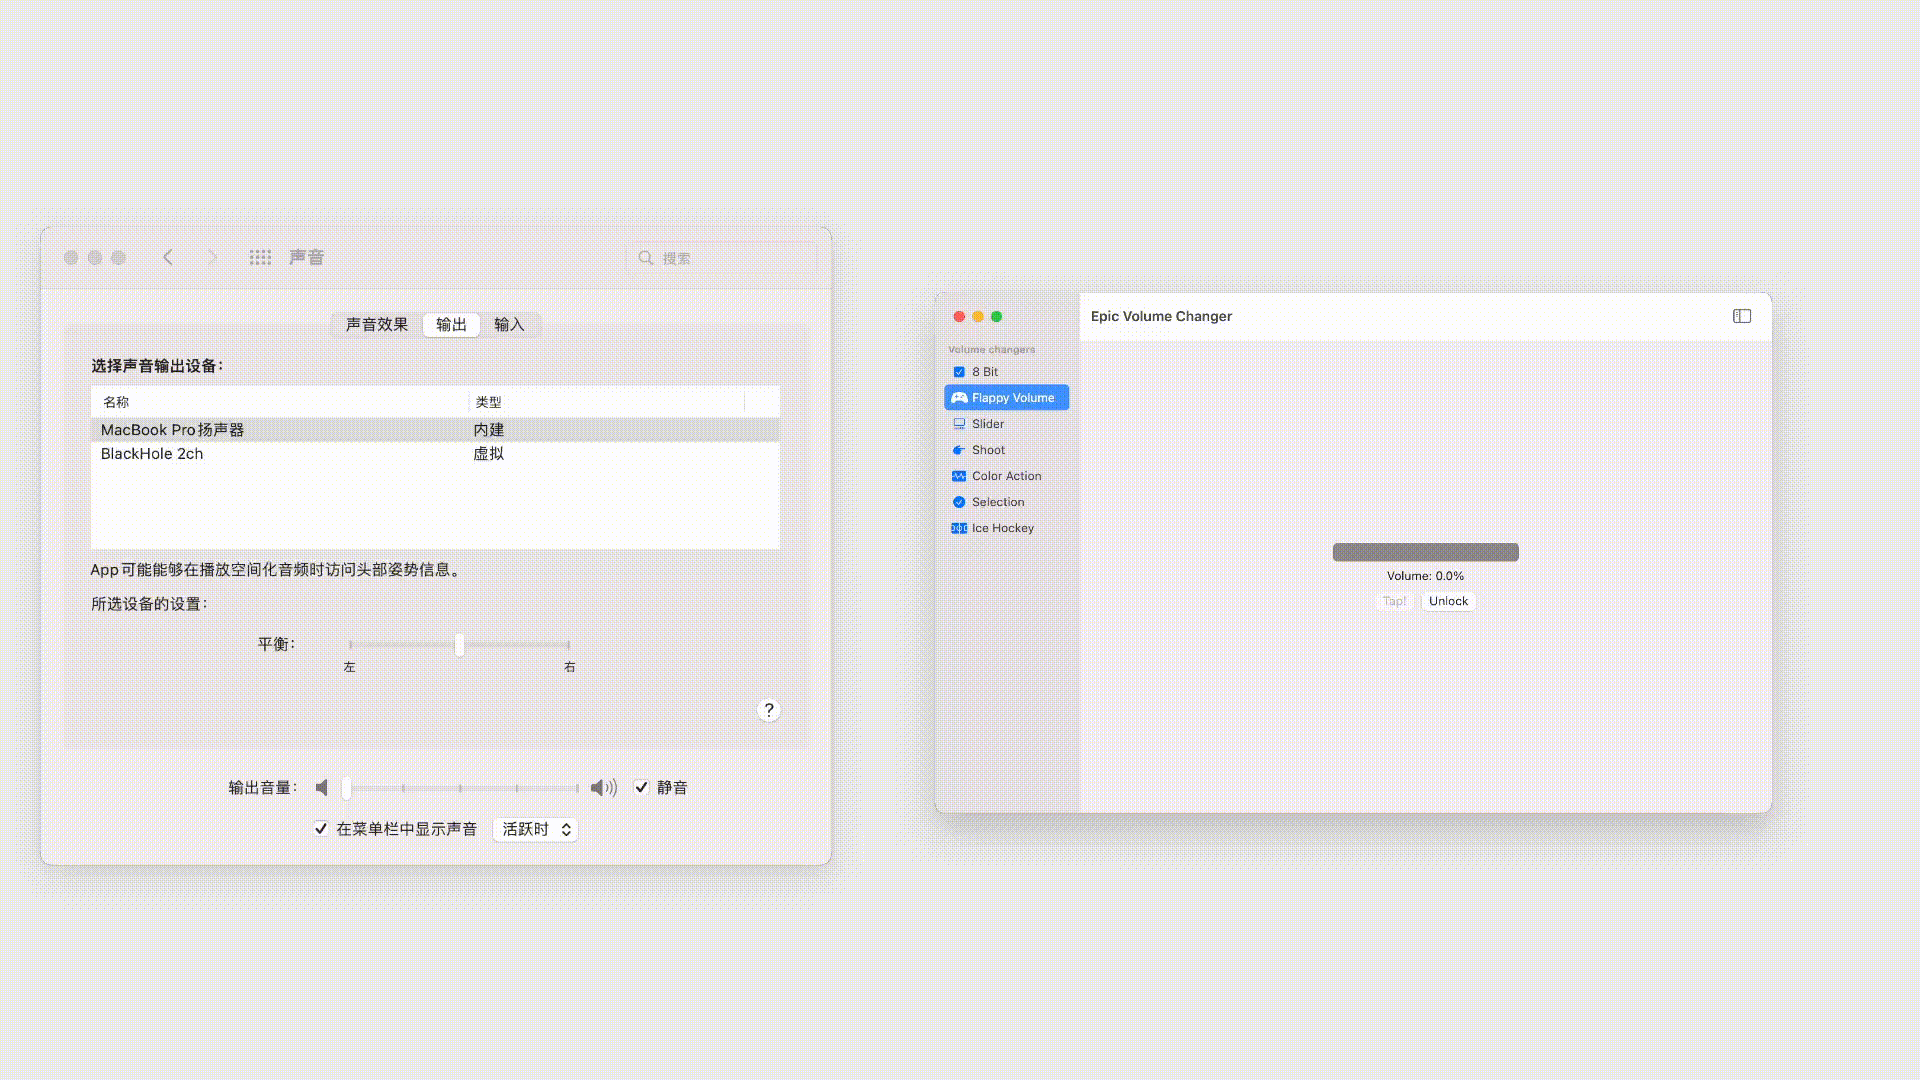 声音
搜索
声音效果 输出 输入
选择声音输出设备：
名称 类型
MacBook Pro扬声器 内建
BlackHole 2ch 虚拟
App可能能够在播放空间化音频时访问头部姿势信息。
所选设备的设置：
平衡：
左 右
?
输出音量： 静音
在菜单栏中显示声音 活跃时
Epic Volume Changer
Volume changers
8 Bit
Flappy Volume
Slider
Shoot
Color Action
Selection
Ice Hockey
Volume: 0.0%
Tap! Unlock